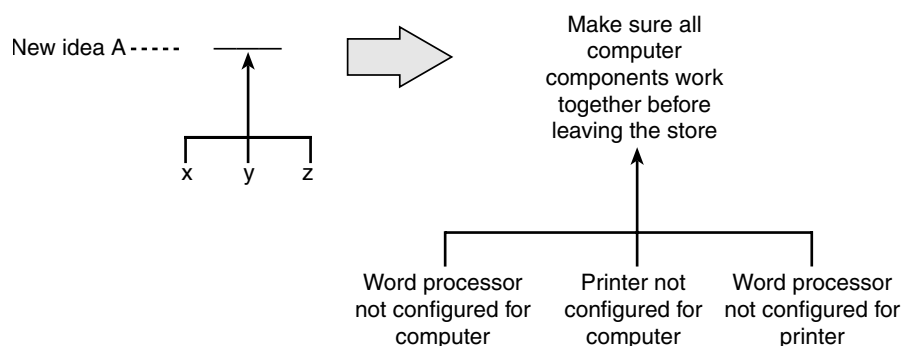 New idea A
x y z
Make sure all
computer
components work
together before
leaving the store
Word processor
not configured for
computer
Printer not
configured for
computer
Word processor
not configured for
printer